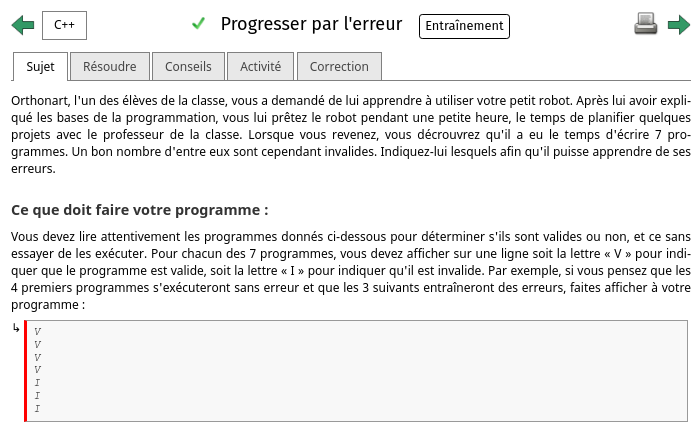 C++
Progresser par l'erreur
Entraînement
Sujet
Résoudre
Conseils
Activité
Correction
Orthonart, l'un des élèves de la classe, vous a demandé de lui apprendre à utiliser votre petit robot. Après lui avoir expli-
qué les bases de la programmation, vous lui prêtez le robot pendant une petite heure, le temps de planifier quelques
projets avec le professeur de la classe. Lorsque vous revenez, vous décrouvrez qu'il a eu le temps d'écrire 7 pro-
grammes. Un bon nombre d'entre eux sont cependant invalides. Indiquez-lui lesquels afin qu'il puisse apprendre de ses
erreurs.
Ce que doit faire votre programme :
Vous devez lire attentivement les programmes donnés ci-dessous pour déterminer s'ils sont valides ou non, et ce sans
essayer de les exécuter. Pour chacun des 7 programmes, vous devez afficher sur une ligne soit la lettre « V » pour indi-
quer que le programme est valide, soit la lettre « I » pour indiquer qu'il est invalide. Par exemple, si vous pensez que les
4 premiers programmes s'exécuteront sans erreur et que les 3 suivants entraîneront des erreurs, faites afficher à votre
programme :
V
V
V
V
I
I
I